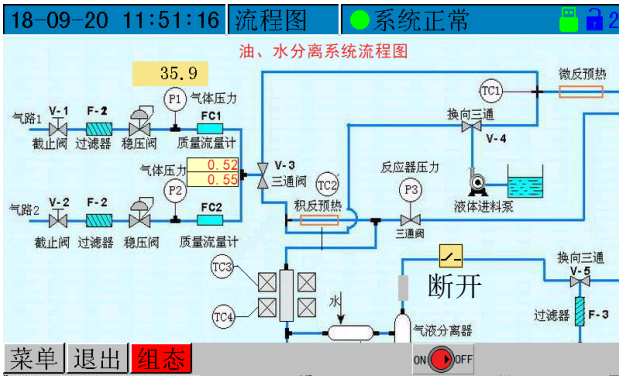 18-09-20 11:51:16 流程图 系统正常 2
油、水分离系统流程图
35.9
气路1 V-1 F-2 P1 气体压力 FC1
截止阀 过滤器 稳压阀 质量流量计
TC1 微反预热
换向三通
V-4
气体压力 0.52
0.55
P2
V-3
三通阀
TC2
积反预热
反应器压力
P3
三通阀
液体进料泵
气路2 V-2 F-2 FC2
截止阀 过滤器 稳压阀 质量流量计
TC3
TC4
水
断开
换向三通
V-5
过滤器 F-3
气液分离器
菜单 退出 组态 ON OFF